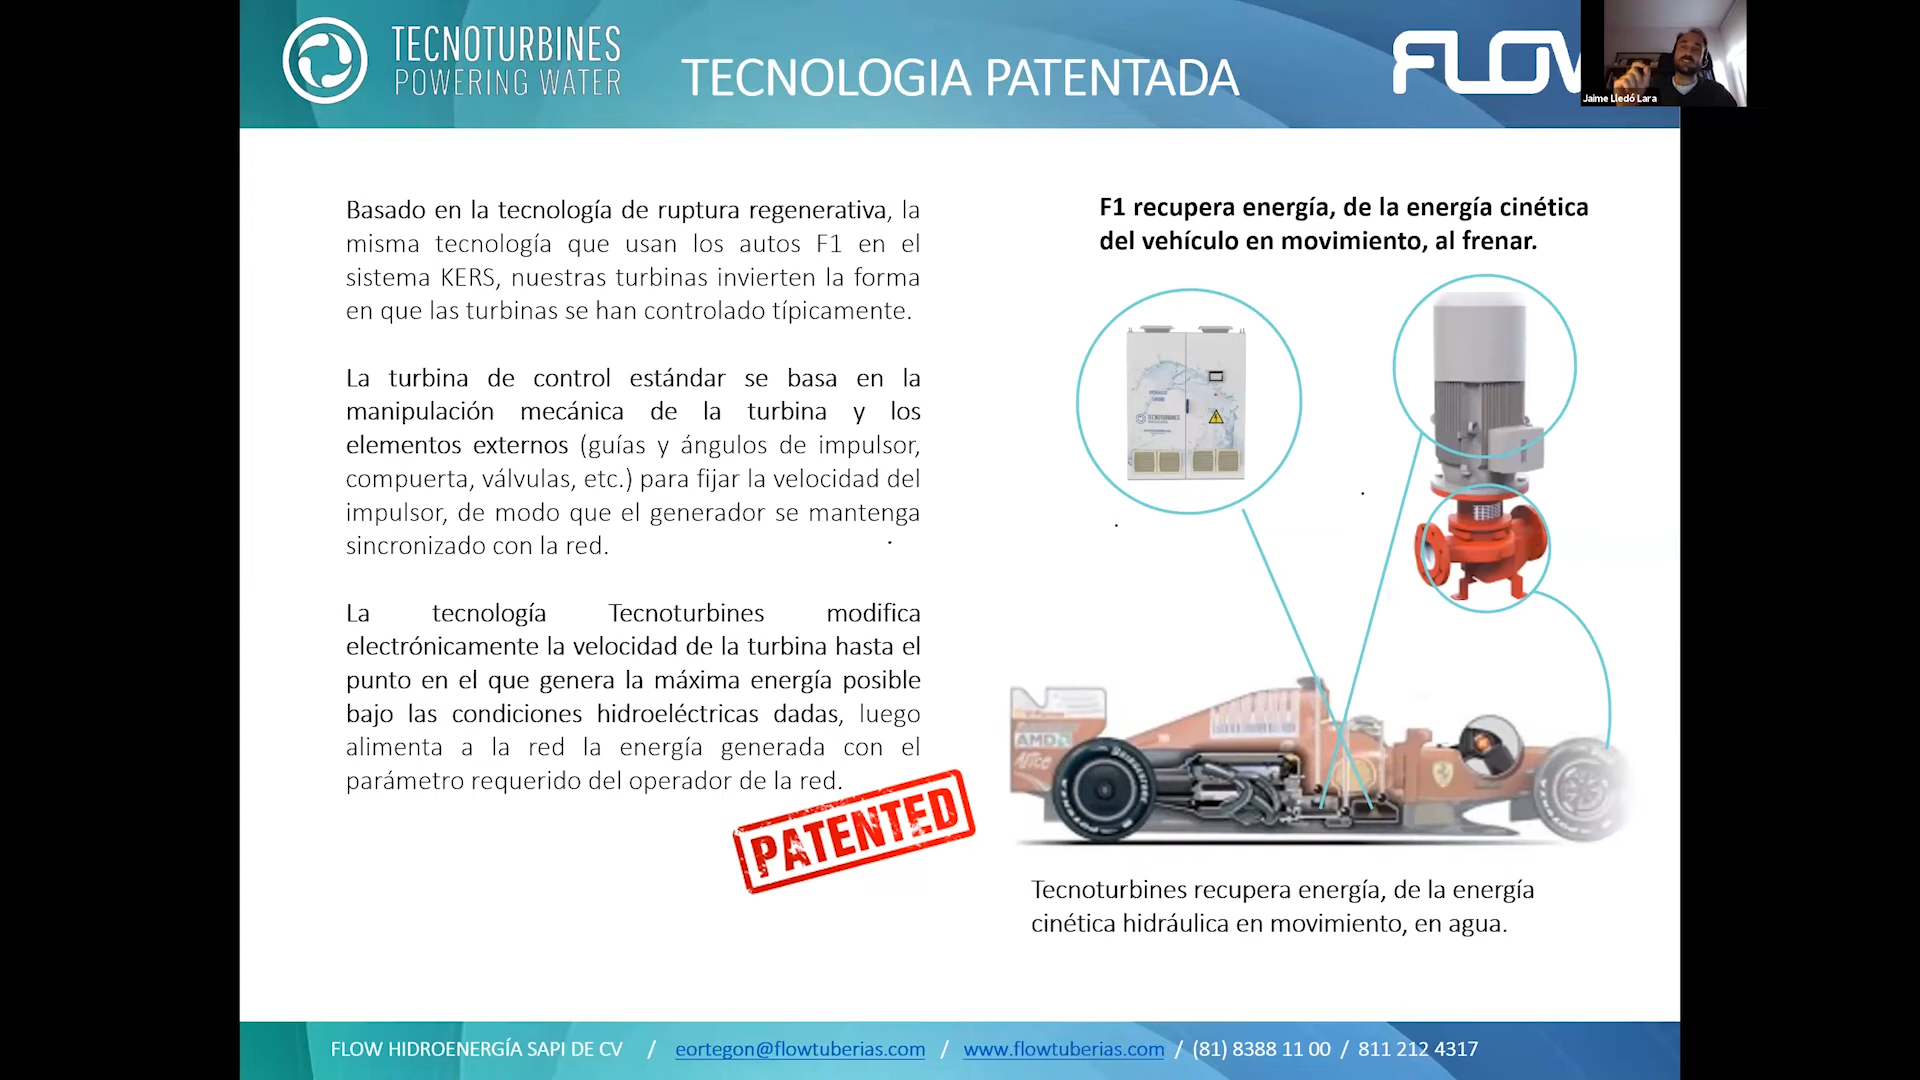 TECNOTURBINES
POWERING WATER
TECNOLOGIA PATENTADA
FLOW
Jaime Lledó Lara
Basado en la tecnología de ruptura regenerativa, la
misma tecnología que usan los autos F1 en el
sistema KERS, nuestras turbinas invierten la forma
en que las turbinas se han controlado típicamente.
La turbina de control estándar se basa en la
manipulación mecánica de la turbina y los
elementos externos (guías y ángulos de impulsor,
compuerta, válvulas, etc.) para fijar la velocidad del
impulsor, de modo que el generador se mantenga
sincronizado con la red.
La tecnología Tecnoturbines modifica
electrónicamente la velocidad de la turbina hasta el
punto en el que genera la máxima energía posible
bajo las condiciones hidroeléctricas dadas, luego
alimenta a la red la energía generada con el
parámetro requerido del operador de la red.
PATENTED
F1 recupera energía, de la energía cinética
del vehículo en movimiento, al frenar.
TECNOTURBINES
AMD
Tecnoturbines recupera energía, de la energía
cinética hidráulica en movimiento, en agua.
FLOW HIDROENERGÍA SAPI DE CV / eortegon@flowtuberias.com / www.flowtuberias.com / (81) 8388 11 00 / 811 212 4317